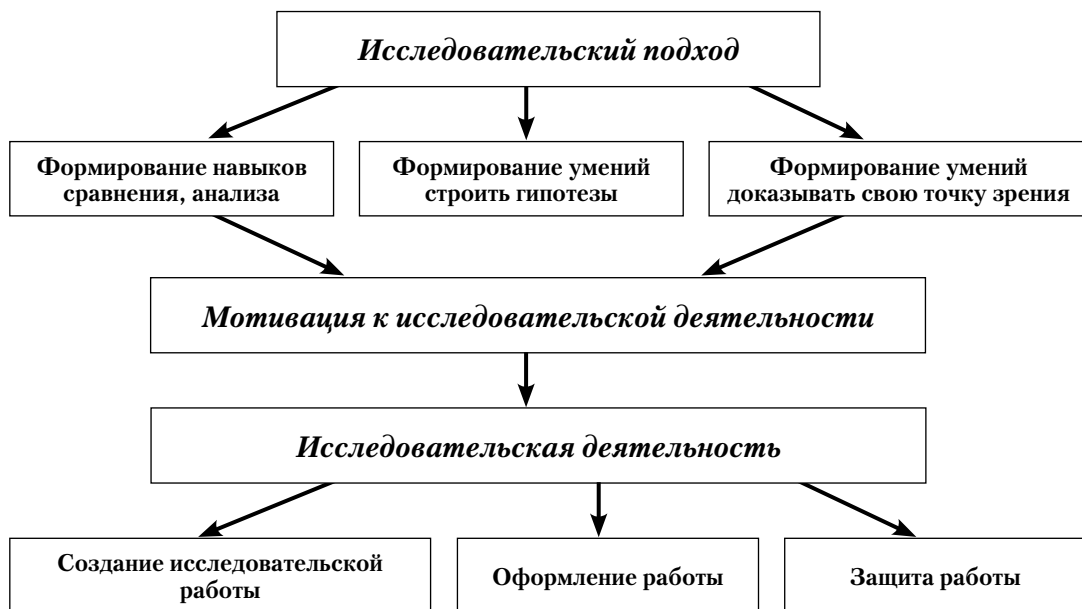 Исследовательский подход
Формирование навыков
сравнения, анализа
Формирование умений
строить гипотезы
Формирование умений
доказывать свою точку зрения
Мотивация к исследовательской деятельности
Исследовательская деятельность
Создание исследовательской
работы
Оформление работы
Защита работы